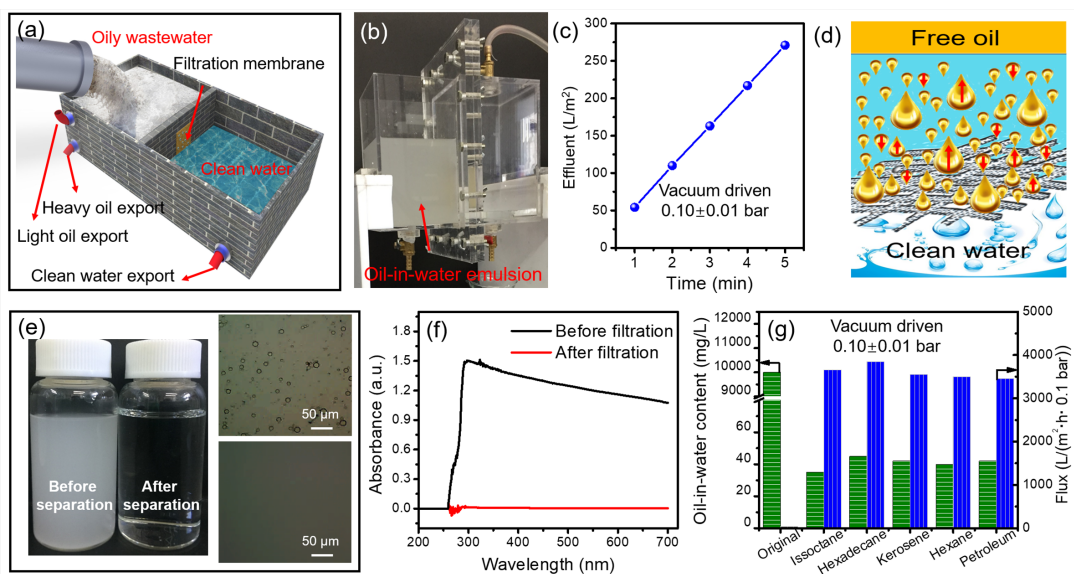 (a)
Oily wastewater
Filtration membrane
Clean water
Heavy oil export
Light oil export
Clean water export
(b)
Oil-in-water emulsion
(c)
300
250
200
150
100
50
0
Effluent (L/m²)
Vacuum driven
0.10±0.01 bar
1 2 3 4 5
Time (min)
(d)
Free oil
Clean water
(e)
Before separation
After separation
50 μm
50 μm
(f)
Before filtration
After filtration
1.8
1.5
1.2
0.9
0.6
0.3
0.0
Absorbance (a.u.)
200 300 400 500 600 700
Wavelength (nm)
(g)
Vacuum driven
0.10±0.01 bar
12000
11000
10000
9000
80
60
40
20
0
Oil-in-water content (mg/L)
5000
4000
3000
2000
1000
0
Flux (L/(m²·h· 0.1 bar)
Original
Issoctane
Hexadecane
Kerosene
Hexane
Petroleum